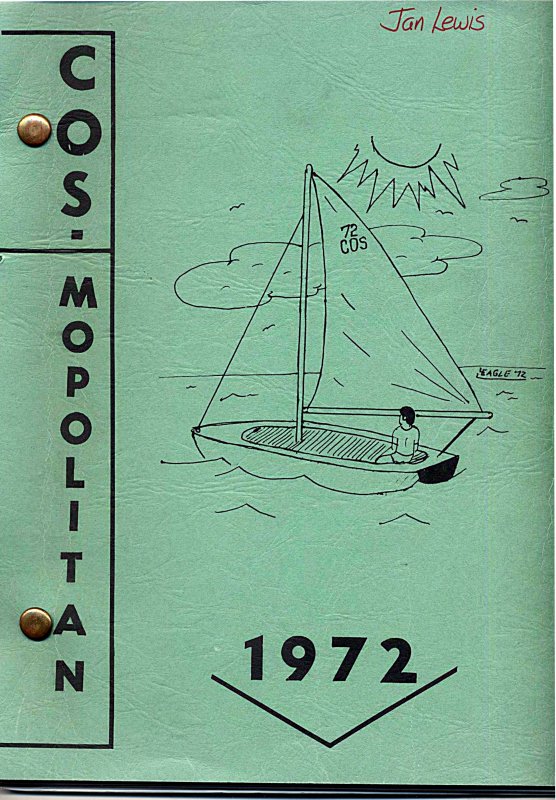 Jan Lewis
COS-MOPOLITAN
72
COS
EAGLE '72
1972